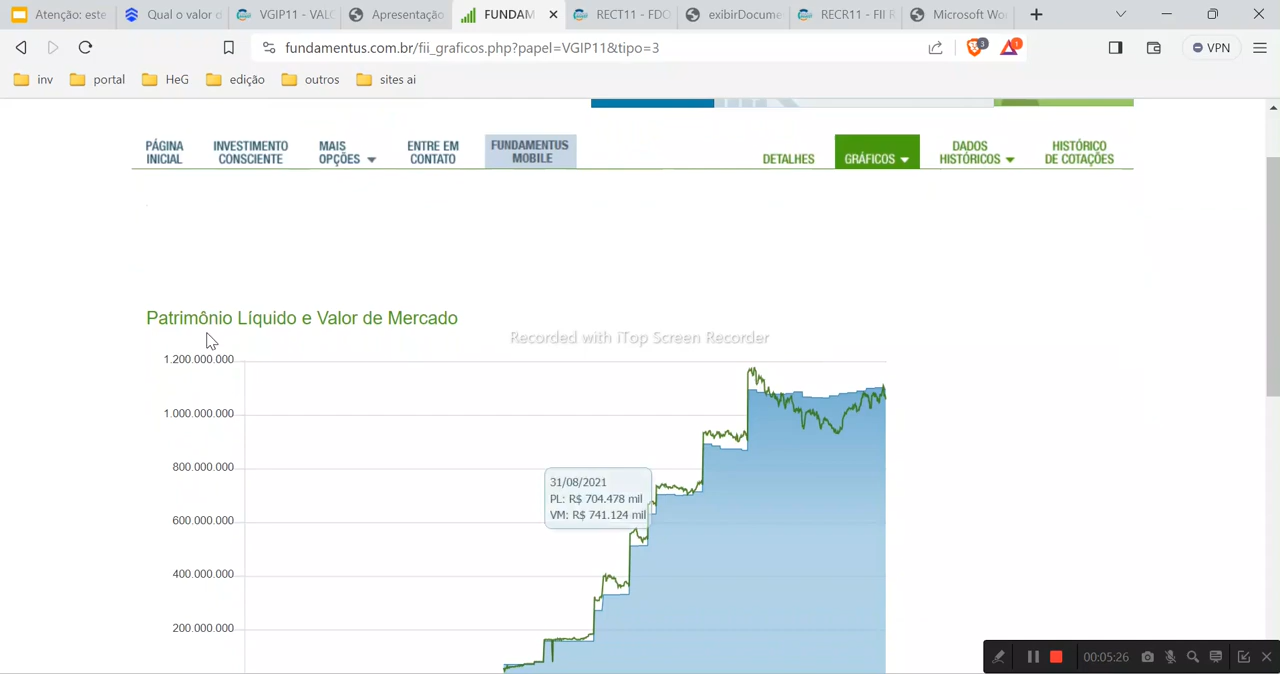 Atenção: este
Qual o valor d
VGIP11 - VALO
Apresentação
FUNDAM
RECT11 - FDO
exibirDocume
RECR11 - FII R
Microsoft Wo
fundamentus.com.br/fii_graficos.php?papel=VGIP11&tipo=3
3
1
VPN
inv
portal
HeG
edição
outros
sites ai
PÁGINA INICIAL
INVESTIMENTO CONSCIENTE
MAIS OPÇÕES
ENTRE EM CONTATO
FUNDAMENTUS MOBILE
DETALHES
GRÁFICOS
DADOS HISTÓRICOS
HISTÓRICO DE COTAÇÕES
Patrimônio Líquido e Valor de Mercado
Recorded with iTop Screen Recorder
1.200.000.000
1.000.000.000
800.000.000
31/08/2021
PL: R$ 704.478 mil
VM: R$ 741.124 mil
600.000.000
400.000.000
200.000.000
00:05:26